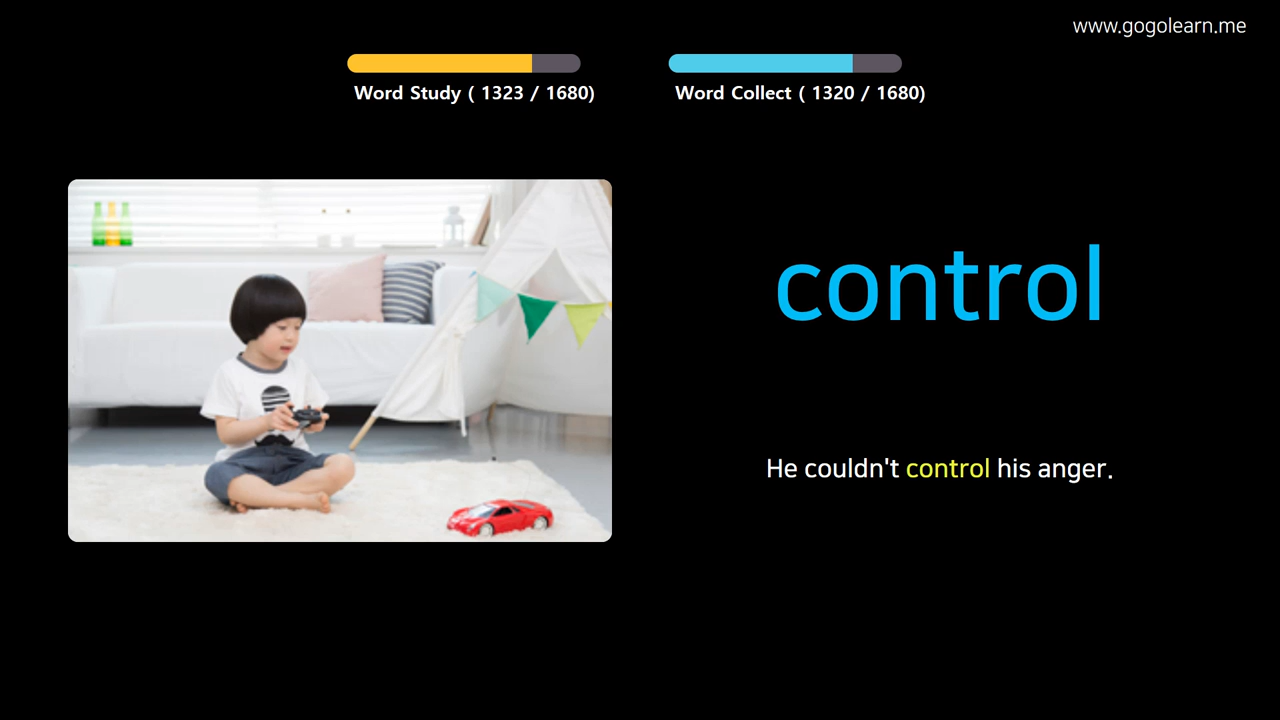 www.gogolearn.me
Word Study ( 1323 / 1680)
Word Collect ( 1320 / 1680)
control
He couldn't control his anger.